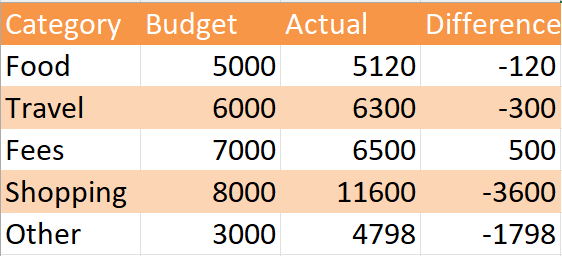 Category Budget Actual Difference
Food 5000 5120 -120
Travel 6000 6300 -300
Fees 7000 6500 500
Shopping 8000 11600 -3600
Other 3000 4798 -1798